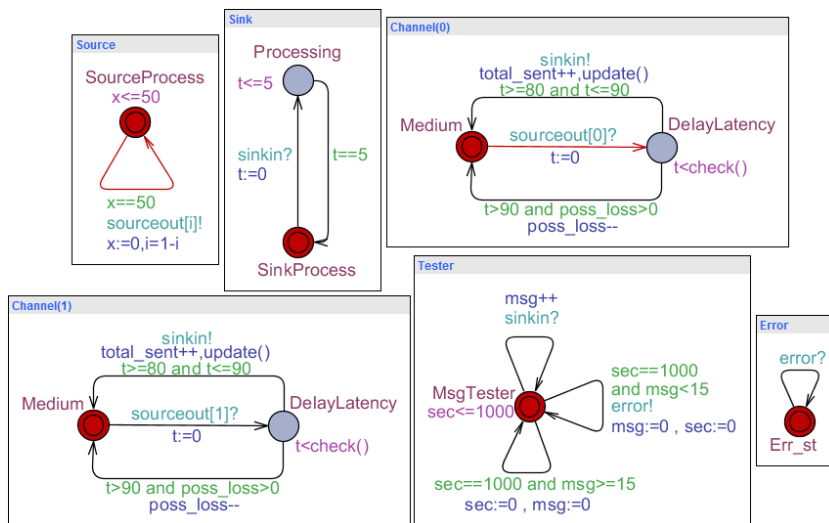 Source
SourceProcess
x<=50
x==50
sourceout[i]!
x:=0,i=1-i
Sink
Processing
t<=5
sinkin?
t:=0
t==5
SinkProcess
Channel(0)
sinkin!
total_sent++,update()
t>=80 and t<=90
Medium
sourceout[0]?
DelayLatency
t:=0
t<check()
t>90 and poss_loss>0
poss_loss--
Channel(1)
sinkin!
total_sent++,update()
t>=80 and t<=90
Medium
sourceout[1]?
DelayLatency
t:=0
t<check()
t>90 and poss_loss>0
poss_loss--
Tester
msg++
sinkin?
MsgTester
sec<=1000
sec==1000
and msg<15
error!
msg:=0 , sec:=0
sec==1000 and msg>=15
sec:=0 , msg:=0
Error
error?
Err_st